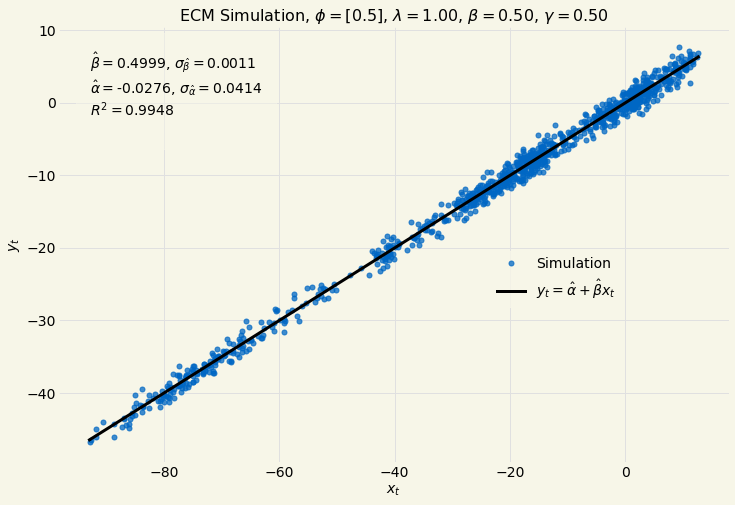 ECM Simulation, ϕ = [0.5], λ = 1.00, β = 0.50, γ = 0.50
β̂ = 0.4999, σ_β̂ = 0.0011
α̂ = -0.0276, σ_α̂ = 0.0414
R² = 0.9948
10
0
−10
−20
−30
−40
y_t
Simulation
y_t = α̂ + β̂x_t
−80
−60
−40
−20
0
x_t